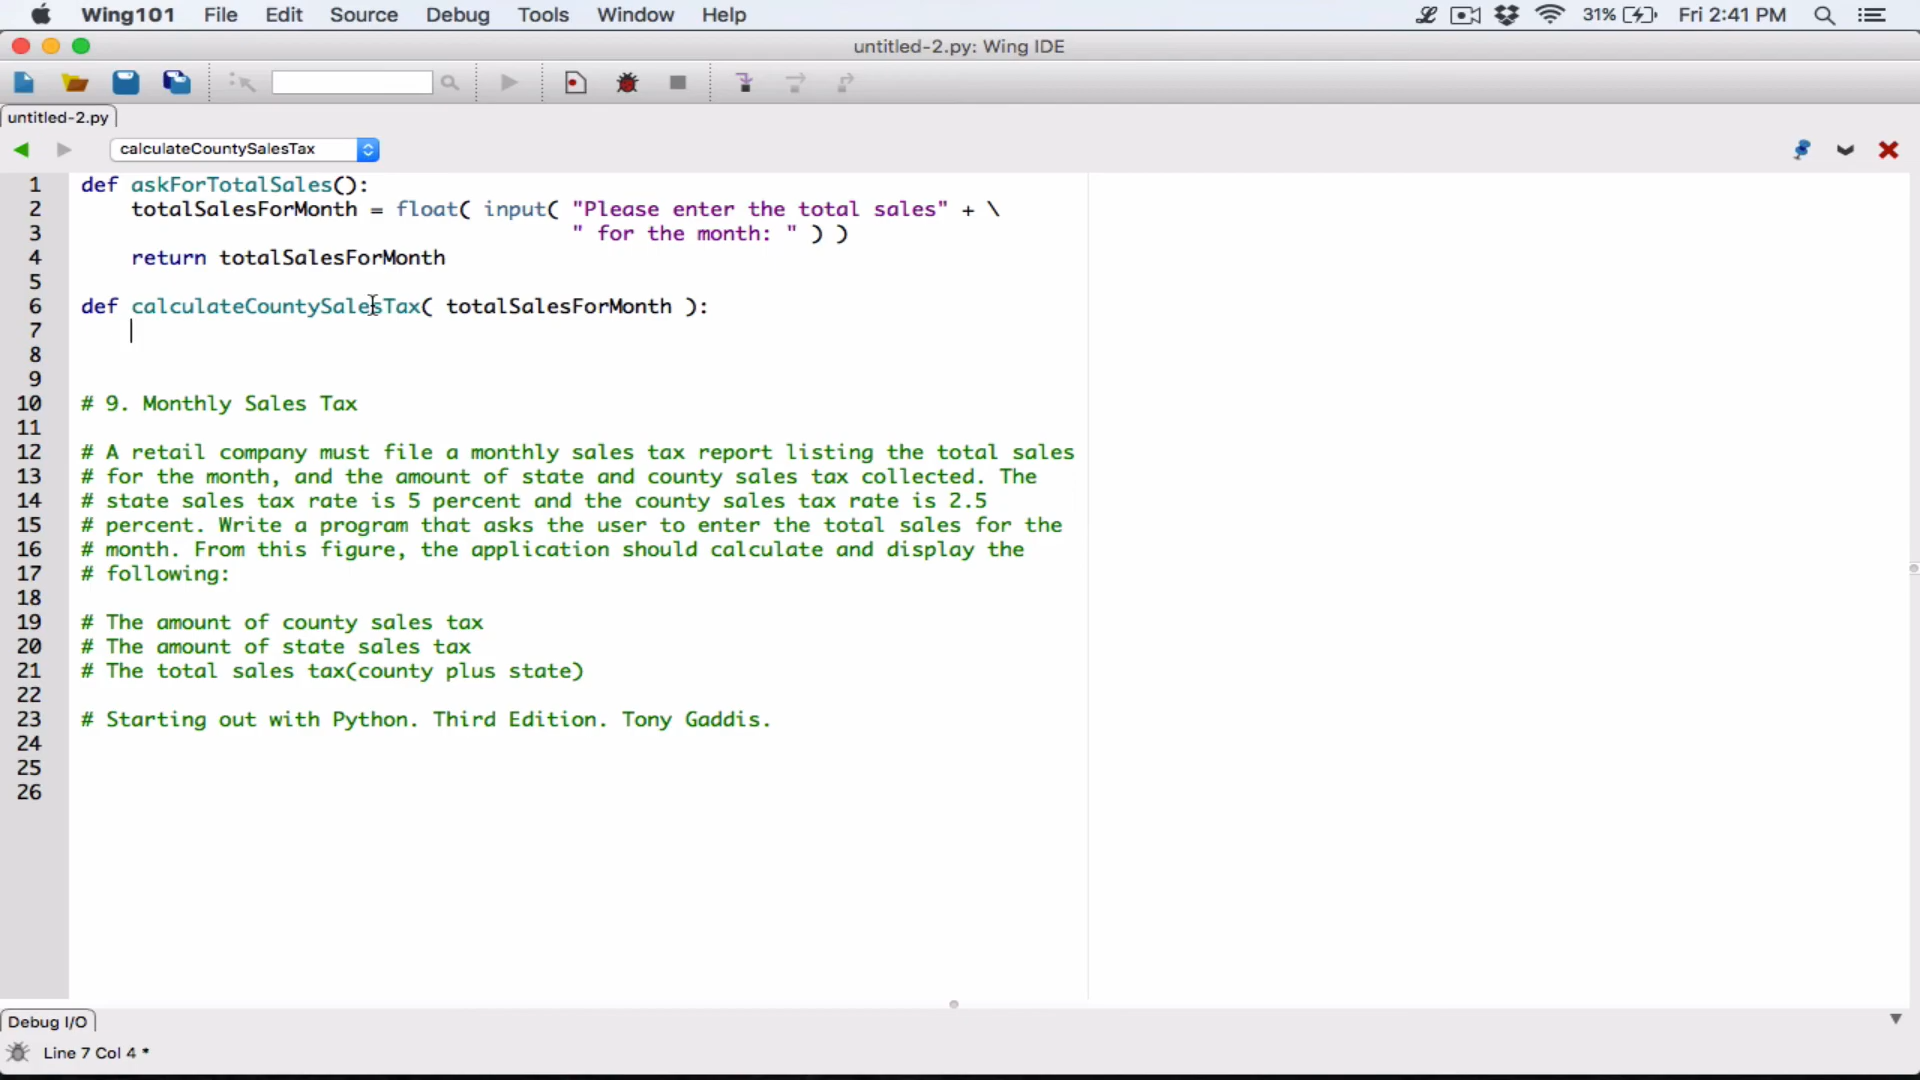 Wing101 File Edit Source Debug Tools Window Help 31% Fri 2:41 PM
untitled-2.py: Wing IDE
untitled-2.py
calculateCountySalesTax
1 def askForTotalSales():
2 totalSalesForMonth = float( input( "Please enter the total sales" + \
3 " for the month: " ) )
4 return totalSalesForMonth
5
6 def calculateCountySalesTax( totalSalesForMonth ):
7
8
9
10 # 9. Monthly Sales Tax
11
12 # A retail company must file a monthly sales tax report listing the total sales
13 # for the month, and the amount of state and county sales tax collected. The
14 # state sales tax rate is 5 percent and the county sales tax rate is 2.5
15 # percent. Write a program that asks the user to enter the total sales for the
16 # month. From this figure, the application should calculate and display the
17 # following:
18
19 # The amount of county sales tax
20 # The amount of state sales tax
21 # The total sales tax(county plus state)
22
23 # Starting out with Python. Third Edition. Tony Gaddis.
24
25
26
Debug I/O
Line 7 Col 4 *